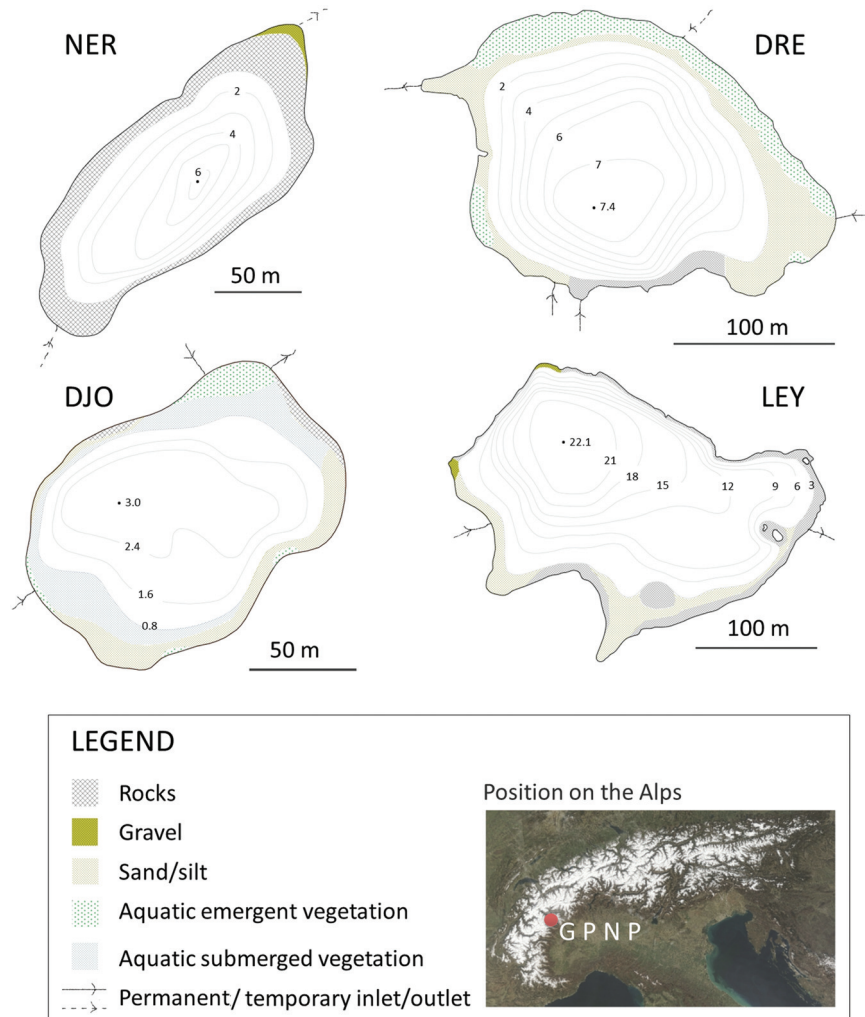 NER
2
4
6
50 m
DRE
2
4
6
7
7.4
100 m
DJO
3.0
2.4
1.6
0.8
50 m
LEY
22.1
21
18
15
12
9
6
3
100 m
LEGEND
Rocks
Gravel
Sand/silt
Aquatic emergent vegetation
Aquatic submerged vegetation
Permanent/ temporary inlet/outlet
Position on the Alps
G P N P